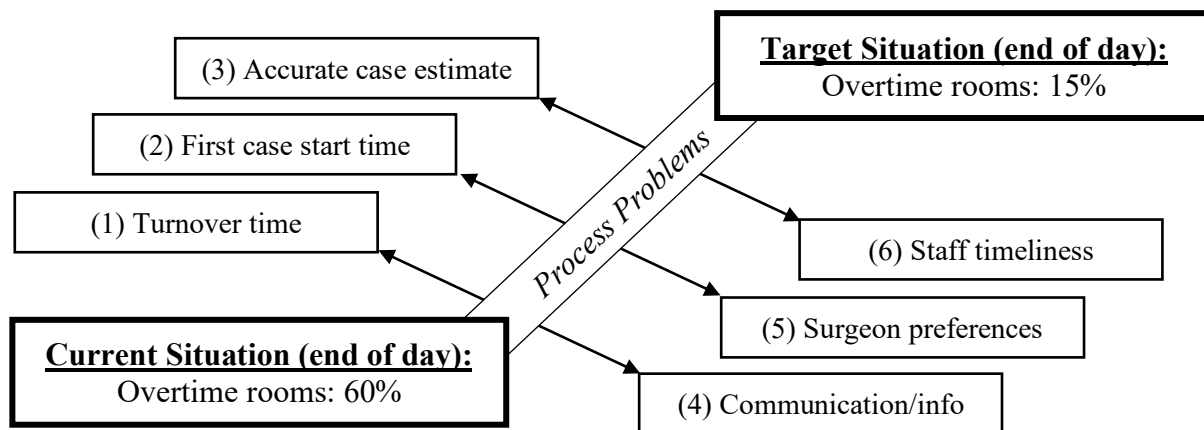 Target Situation (end of day):
Overtime rooms: 15%
(3) Accurate case estimate
(2) First case start time
(1) Turnover time
Process Problems
(6) Staff timeliness
(5) Surgeon preferences
(4) Communication/info
Current Situation (end of day):
Overtime rooms: 60%